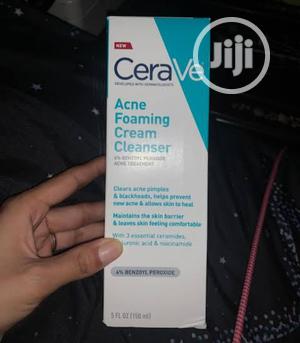 Jiji
NEW
CeraVe
DEVELOPED WITH DERMATOLOGISTS
Acne
Foaming
Cream
Cleanser
4% BENZOYL PEROXIDE
ACNE TREATMENT
Clears acne pimples
& blackheads, helps prevent
new acne & allows skin to heal
Maintains the skin barrier
& leaves skin feeling comfortable
With 3 essential ceramides,
hyaluronic acid & niacinamide
4% BENZOYL PEROXIDE
5 FL OZ (150 ml)